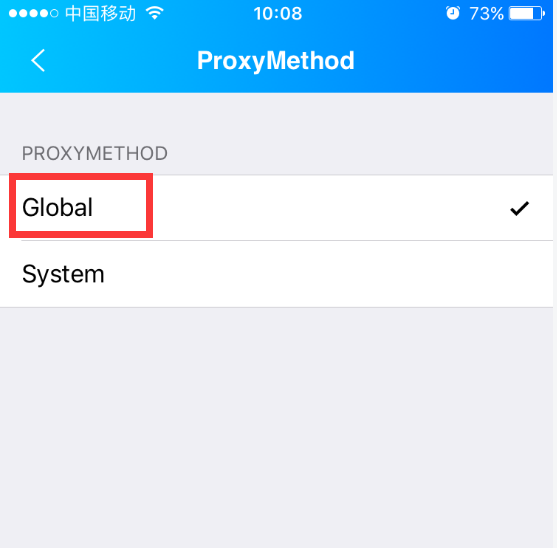 中国移动 10:08 73%
ProxyMethod
PROXYMETHOD
Global
System